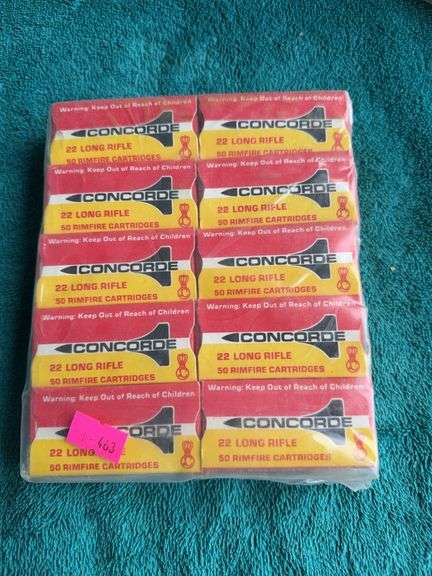 Warning: Keep Out of Reach of Children
CONCORDE
22 LONG RIFLE
50 RIMFIRE CARTRIDGES
Warning: Keep Out of Reach of Children
CONCORDE
22 LONG RIFLE
50 RIMFIRE CARTRIDGES
Warning: Keep Out of Reach of Children
CONCORDE
22 LONG RIFLE
50 RIMFIRE CARTRIDGES
Warning: Keep Out of Reach of Children
CONCORDE
22 LONG RIFLE
50 RIMFIRE CARTRIDGES
Warning: Keep Out of Reach of Children
CONCORDE
22 LONG RIFLE
50 RIMFIRE CARTRIDGES
Warning: Keep Out of Reach of Children
CONCORDE
22 LONG RIFLE
50 RIMFIRE CARTRIDGES
Warning: Keep Out of Reach of Children
CONCORDE
22 LONG RIFLE
50 RIMFIRE CARTRIDGES
Warning: Keep Out of Reach of Children
CONCORDE
22 LONG RIFLE
50 RIMFIRE CARTRIDGES
Warning: Keep Out of Reach of Children
CONCORDE
22 LONG RIFLE
50 RIMFIRE CARTRIDGES
463
Warning: Keep Out of Reach of Children
CONCORDE
22 LONG RIFLE
50 RIMFIRE CARTRIDGES